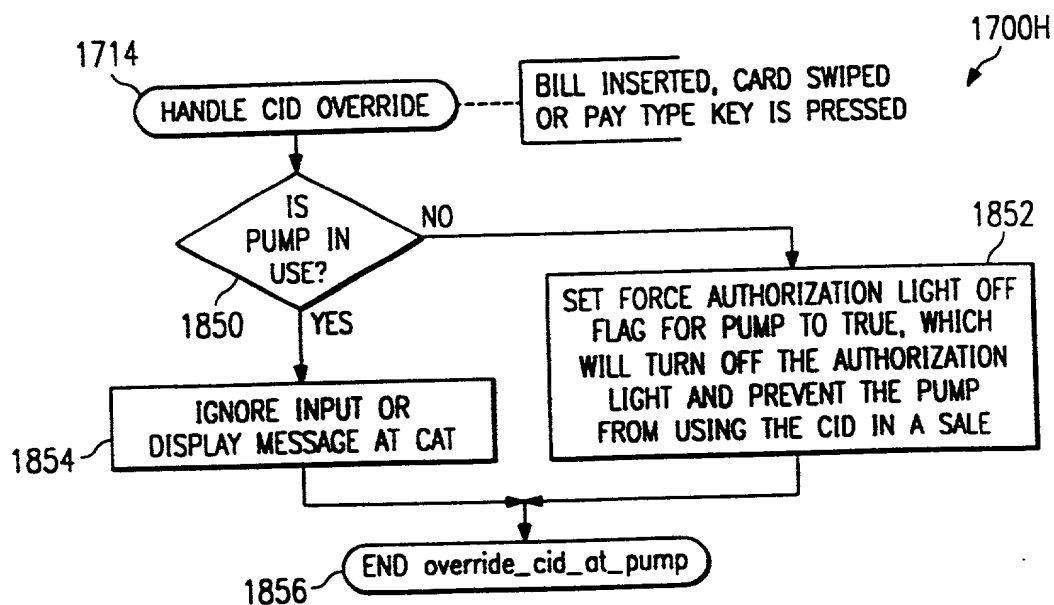 1700H
1714
HANDLE CID OVERRIDE
BILL INSERTED, CARD SWIPED
OR PAY TYPE KEY IS PRESSED
IS
PUMP IN
USE?
NO
1850
YES
1852
SET FORCE AUTHORIZATION LIGHT OFF
FLAG FOR PUMP TO TRUE, WHICH
WILL TURN OFF THE AUTHORIZATION
LIGHT AND PREVENT THE PUMP
FROM USING THE CID IN A SALE
IGNORE INPUT OR
DISPLAY MESSAGE AT CAT
1854
END override_cid_at_pump
1856